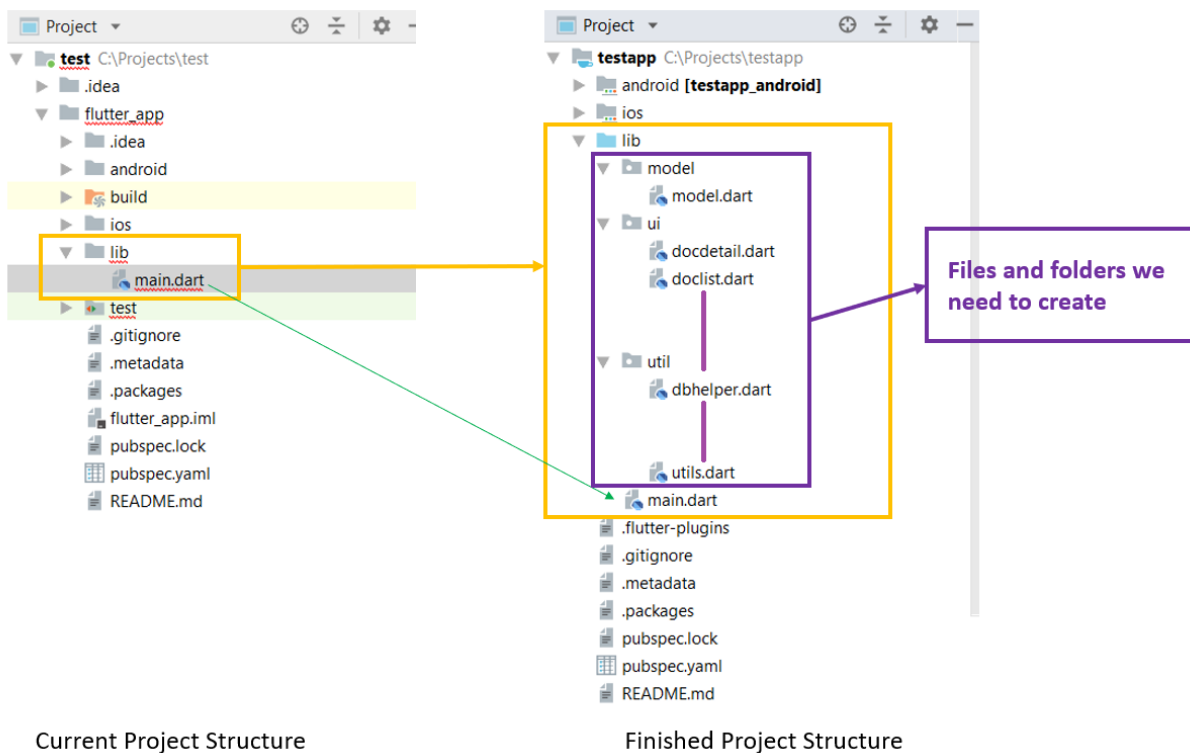 Project
test C:\Projects\test
.idea
flutter_app
.idea
android
build
ios
lib
main.dart
test
.gitignore
.metadata
.packages
flutter_app.iml
pubspec.lock
pubspec.yaml
README.md
Current Project Structure
Project
testapp C:\Projects\testapp
android [testapp_android]
ios
lib
model
model.dart
ui
docdetail.dart
doclist.dart
util
dbhelper.dart
utils.dart
main.dart
.flutter-plugins
.gitignore
.metadata
.packages
pubspec.lock
pubspec.yaml
README.md
Finished Project Structure
Files and folders we
need to create